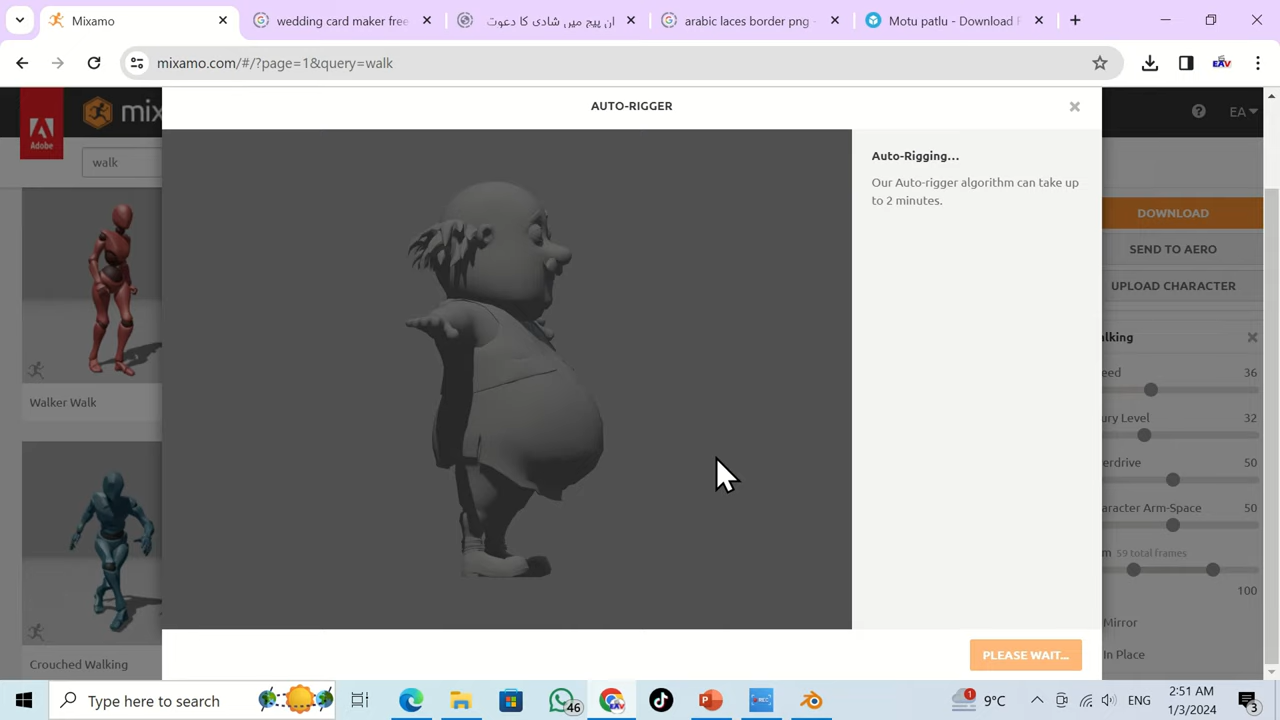 Mixamo
wedding card maker free
ان پیج میں شادی کا دعوت
arabic laces border png -
Motu patlu - Download F
mixamo.com/#/?page=1&query=walk
Adobe
mix
EA
walk
AUTO-RIGGER
Auto-Rigging...
Our Auto-rigger algorithm can take up
to 2 minutes.
DOWNLOAD
SEND TO AERO
UPLOAD CHARACTER
alking
eed 36
ury Level 32
verdrive 50
aracter Arm-Space 50
m 59 total frames
100
Mirror
In Place
Walker Walk
Crouched Walking
PLEASE WAIT...
Type here to search
46
EAV
9°C
1
ENG
2:51 AM
1/3/2024
3